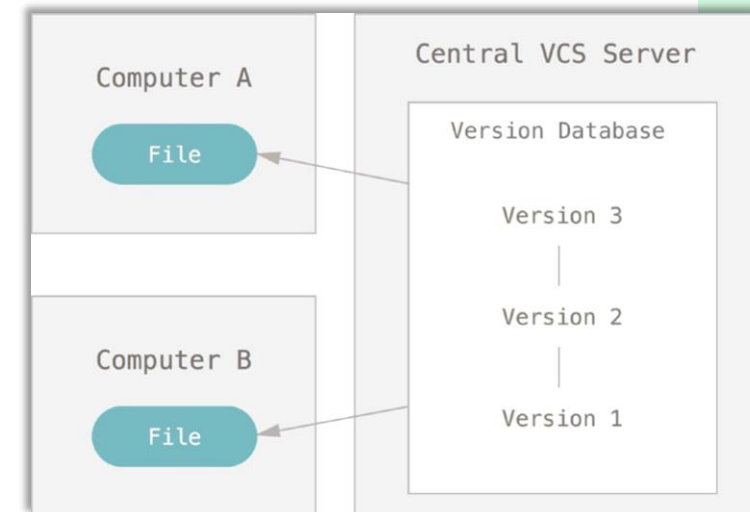 Computer A
File
Computer B
File
Central VCS Server
Version Database
Version 3
Version 2
Version 1